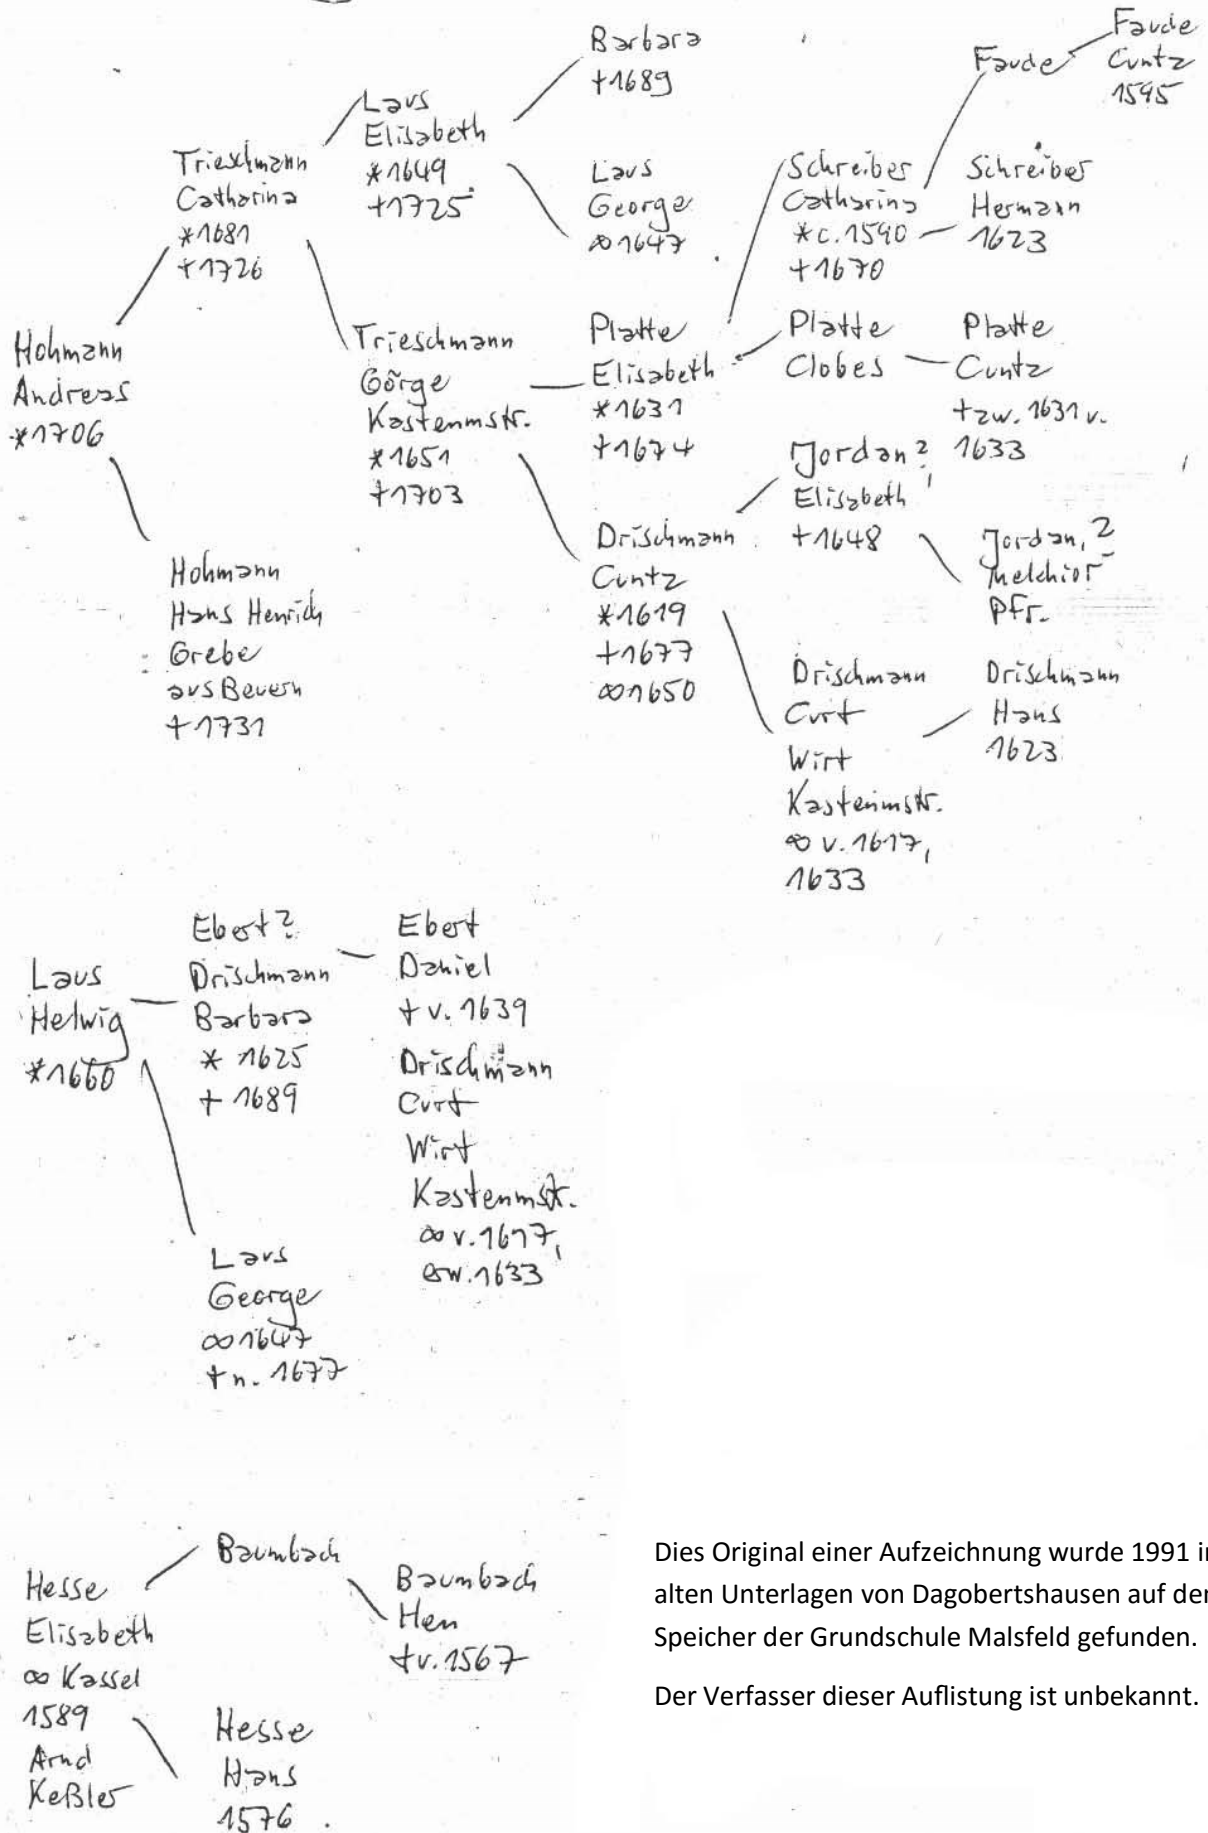 Hohmann
Andreas
*1706
Trieschmann
Catharina
*1681
+1726
Hohmann
Hans Henrich
Grebe
aus Beuern
+1731
Laus
Elisabeth
*1649
+1725
Trieschmann
Görge
Kastenmstr.
*1651
+1703
Barbara
+1689
Laus
George
∞1647
Platte
Elisabeth
*1631
+1674
Drischmann
Cuntz
*1619
+1677
∞1650
Schreiber
Catharina
*c.1590
+1670
Platte
Clobes
Jordan?,
Elisabeth
+1648
Drischmann
Curt
Wirt
Kastenmstr.
∞ v. 1617,
1633
Faude
Schreiber
Hermann
1623
Platte
Cuntz
+zw. 1631 u.
1633
Jordan, ?
Melchior
Pfr.
Drischmann
Hans
1623
Faude
Cuntz
1595
Laus
Helwig
*1660
Ebert?
Drischmann
Barbara
* 1625
+ 1689
Laus
George
∞1647
+ n. 1677
Ebert
Daniel
+ v. 1639
Drischmann
Curt
Wirt
Kastenmstr.
∞ v. 1617,
erw. 1633
Hesse
Elisabeth
∞ Kassel
1589
Arnd
Keßler
Baumbach
Hesse
Hans
1576
Baumbach
Hen
+v. 1567
Dies Original einer Aufzeichnung wurde 1991 in
alten Unterlagen von Dagobertshausen auf der
Speicher der Grundschule Malsfeld gefunden.
Der Verfasser dieser Auflistung ist unbekannt.